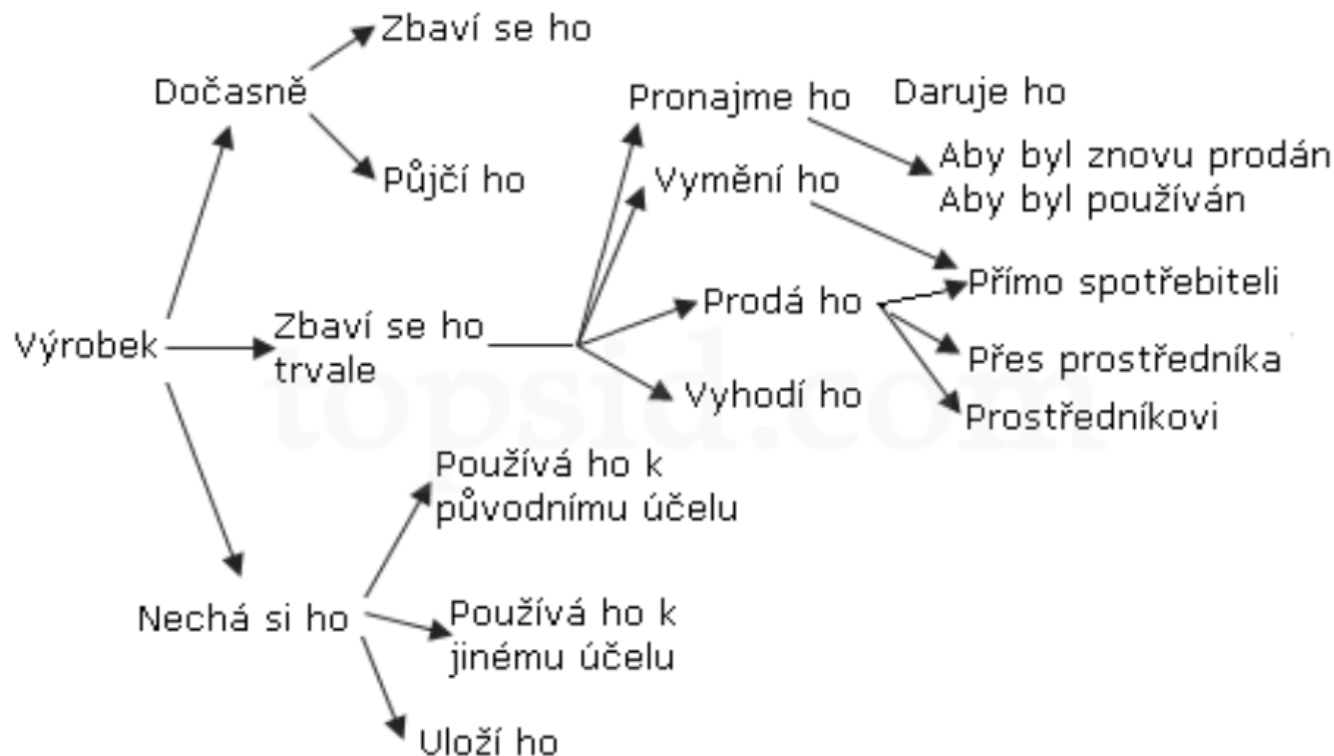 Zbaví se ho
Dočasně
Pronajme ho
Daruje ho
Aby byl znovu prodán
Půjčí ho
Vymění ho
Aby byl používán
Přímo spotřebiteli
Prodá ho
Zbaví se ho
trvale
Výrobek
Přes prostředníka
Vyhodí ho
Prostředníkovi
topsid.com
Používá ho k
původnímu účelu
Nechá si ho
Používá ho k
jinému účelu
Uloží ho